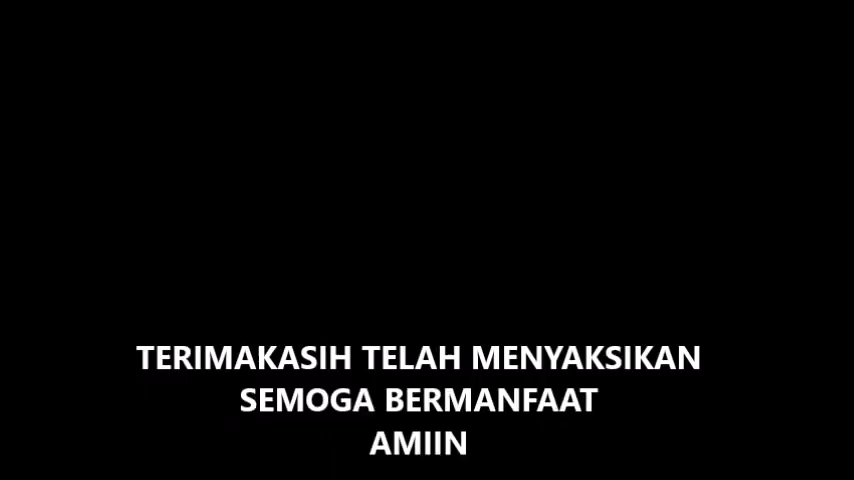 TERIMAKASIH TELAH MENYAKSIKAN
SEMOGA BERMANFAAT
AMIIN